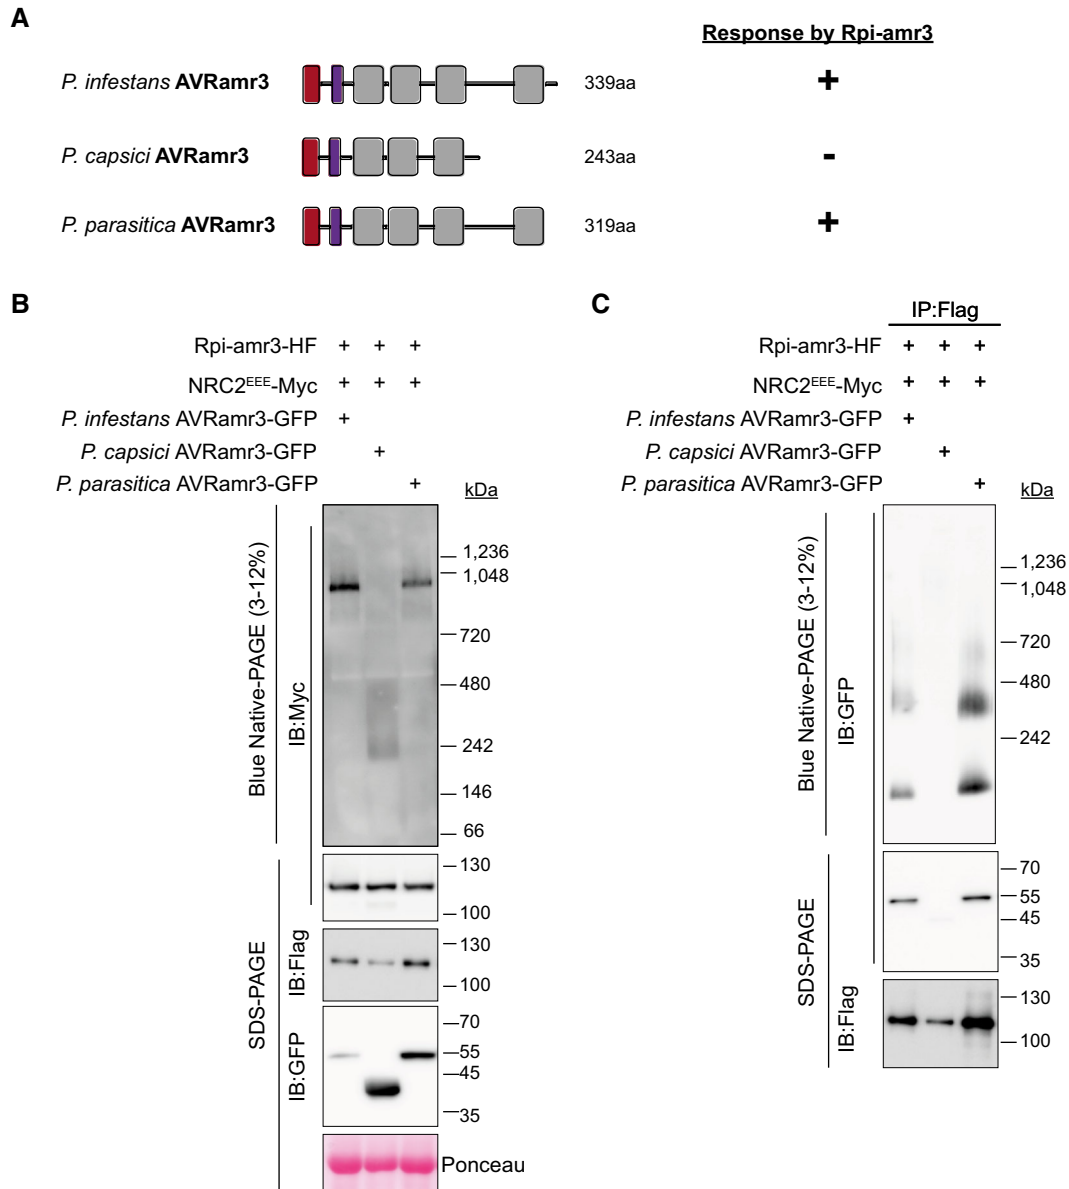 A
Response by Rpi-amr3
P. infestans AVRamr3 339aa +
P. capsici AVRamr3 243aa -
P. parasitica AVRamr3 319aa +
B
Rpi-amr3-HF + + +
NRC2EEE-Myc + + +
P. infestans AVRamr3-GFP +
P. capsici AVRamr3-GFP +
P. parasitica AVRamr3-GFP +
kDa
Blue Native-PAGE (3-12%)
IB:Myc
1,236
1,048
720
480
242
146
66
SDS-PAGE
130
100
IB:Flag
130
100
IB:GFP
70
55
45
35
Ponceau
C
IP:Flag
Rpi-amr3-HF + + +
NRC2EEE-Myc + + +
P. infestans AVRamr3-GFP +
P. capsici AVRamr3-GFP +
P. parasitica AVRamr3-GFP +
kDa
Blue Native-PAGE (3-12%)
IB:GFP
1,236
1,048
720
480
242
SDS-PAGE
70
55
45
35
IB:Flag
130
100